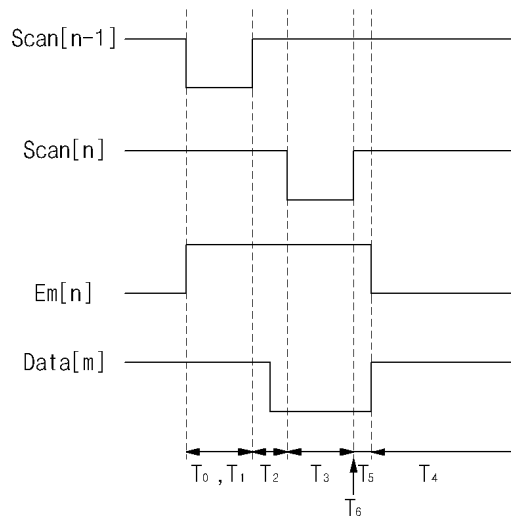 Scan[n-1]
Scan[n]
Em[n]
Data[m]
T₀ ,T₁ T₂ T₃ T₅ T₄
T₆